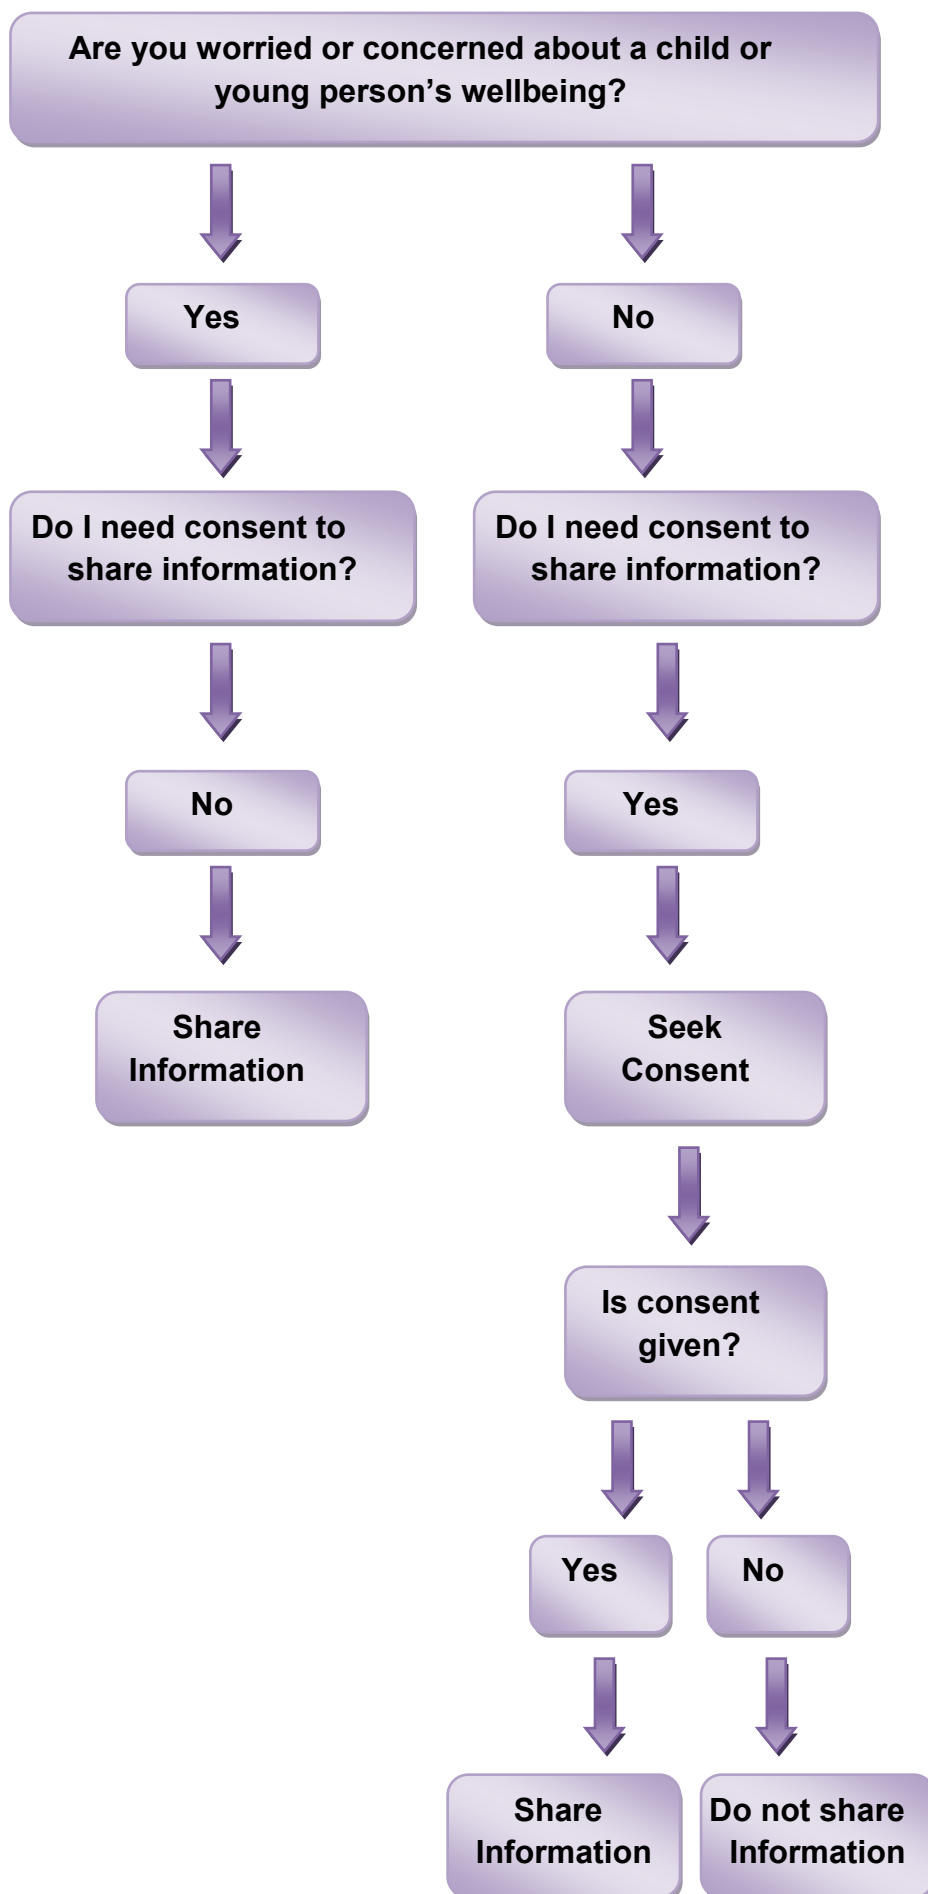 Are you worried or concerned about a child or
young person’s wellbeing?
Yes
No
Do I need consent to
share information?
Do I need consent to
share information?
No
Yes
Share
Information
Seek
Consent
Is consent
given?
Yes
No
Share
Information
Do not share
Information